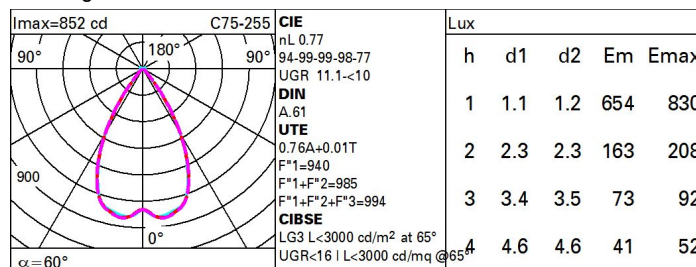 Imax=852 cd C75-255
90° 180° 90°
900
0°
α=60°
CIE
nL 0.77
94-99-99-98-77
UGR 11.1-<10
DIN
A.61
UTE
0.76A+0.01T
F"1=940
F"1+F"2=985
F"1+F"2+F"3=994
CIBSE
LG3 L<3000 cd/m² at 65°
UGR<16 | L<3000 cd/mq @65°
Lux
h d1 d2 Em Emax
1 1.1 1.2 654 830
2 2.3 2.3 163 208
3 3.4 3.5 73 92
4 4.6 4.6 41 52